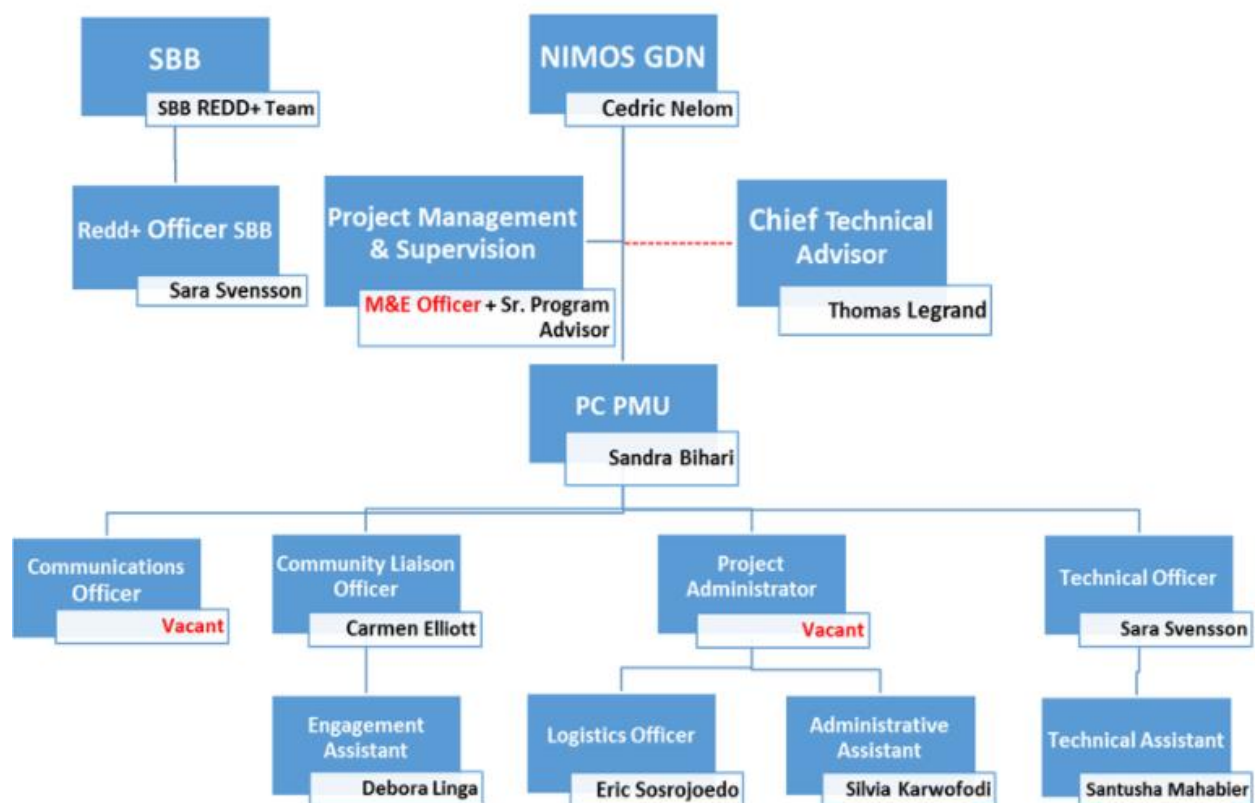 SBB
SBB REDD+ Team
NIMOS GDN
Cedric Nelom
Redd+ Officer SBB
Sara Svensson
Project Management
& Supervision
M&E Officer + Sr. Program
Advisor
Chief Technical
Advisor
Thomas Legrand
PC PMU
Sandra Bihari
Communications
Officer
Vacant
Community Liaison
Officer
Carmen Elliott
Project
Administrator
Vacant
Technical Officer
Sara Svensson
Engagement
Assistant
Debora Linga
Logistics Officer
Eric Sosrojoedo
Administrative
Assistant
Silvia Karwofodi
Technical Assistant
Santusha Mahabier